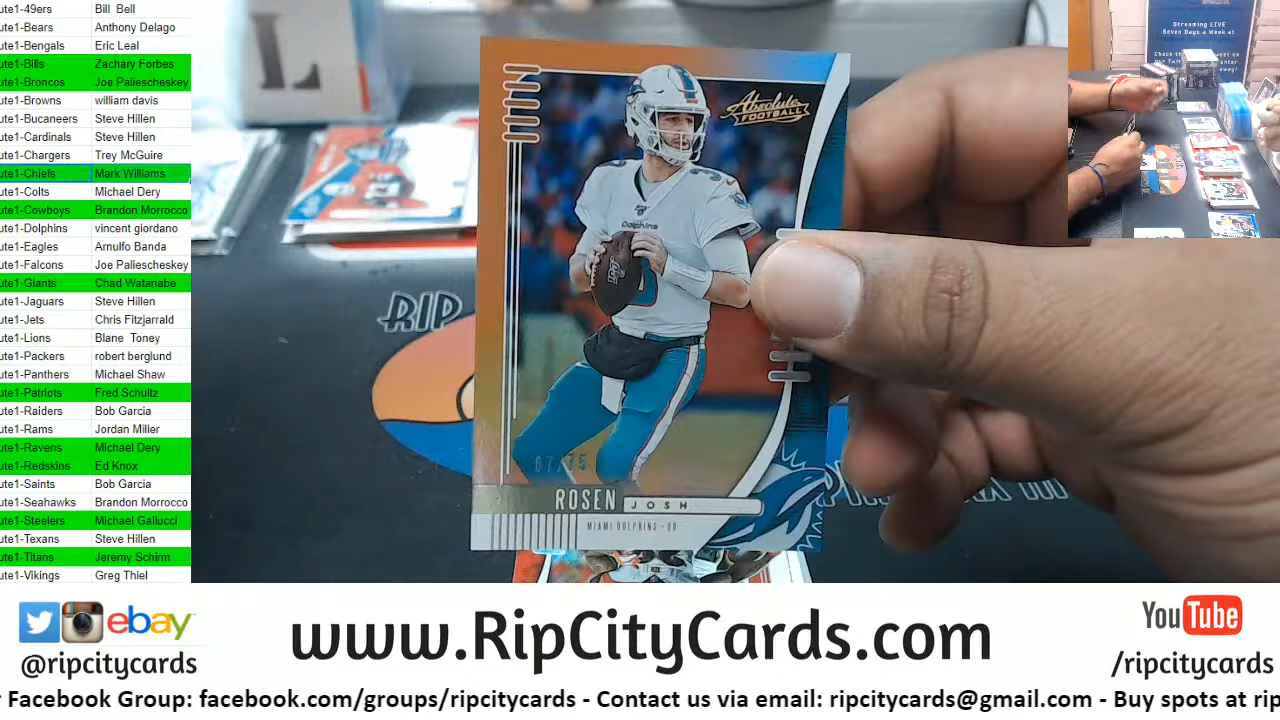 ute1-49ers Bill Bell
ute1-Bears Anthony Delago
ute1-Bengals Eric Leal
ute1-Bills Zachary Forbes
ute1-Broncos Joe Paliescheskey
ute1-Browns william davis
ute1-Bucaneers Steve Hillen
ute1-Cardinals Steve Hillen
ute1-Chargers Trey McGuire
ute1-Chiefs Mark Williams
ute1-Colts Michael Dery
ute1-Cowboys Brandon Morrocco
ute1-Dolphins vincent giordano
ute1-Eagles Arnulfo Banda
ute1-Falcons Joe Paliescheskey
ute1-Giants Chad Watanabe
ute1-Jaguars Steve Hillen
ute1-Jets Chris Fitzjarrald
ute1-Lions Blane Toney
ute1-Packers robert berglund
ute1-Panthers Michael Shaw
ute1-Patriots Fred Schultz
ute1-Raiders Bob Garcia
ute1-Rams Jordan Miller
ute1-Ravens Michael Dery
ute1-Redskins Ed Knox
ute1-Saints Bob Garcia
ute1-Seahawks Brandon Morrocco
ute1-Steelers Michael Gallucci
ute1-Texans Steve Hillen
ute1-Titans Jeremy Schirm
ute1-Vikings Greg Thiel
L
RIP
Absolute
FOOTBALL
Dolphins
3
67/75
ROSEN JOSH
MIAMI DOLPHINS - QB
Streaming LIVE
Seven Days a Week at
ebay
@ripcitycards
www.RipCityCards.com
YouTube
/ripcitycards
Facebook Group: facebook.com/groups/ripcitycards - Contact us via email: ripcitycards@gmail.com - Buy spots at rip